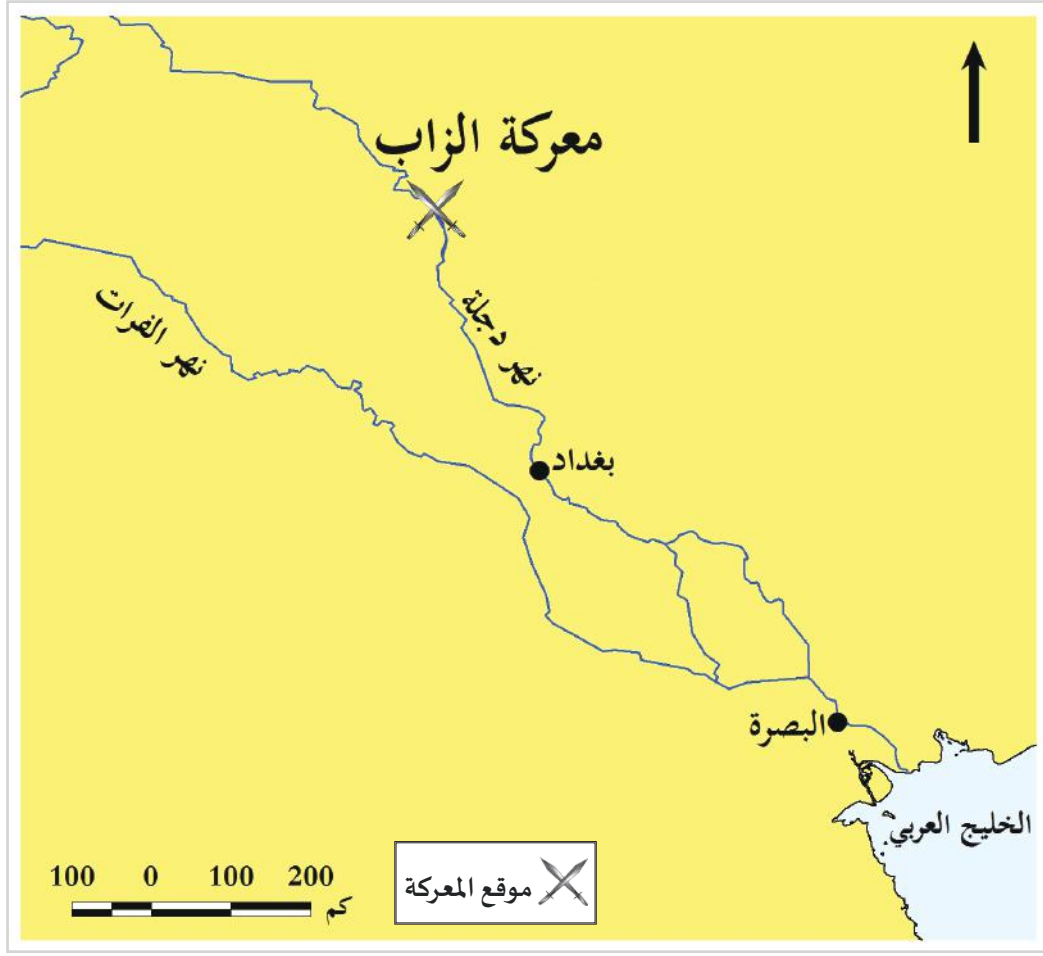 معركة الزاب
نهر دجلة
نهر الفرات
بغداد
البصرة
الخليج العربي
موقع المعركة
100 0 100 200
كم